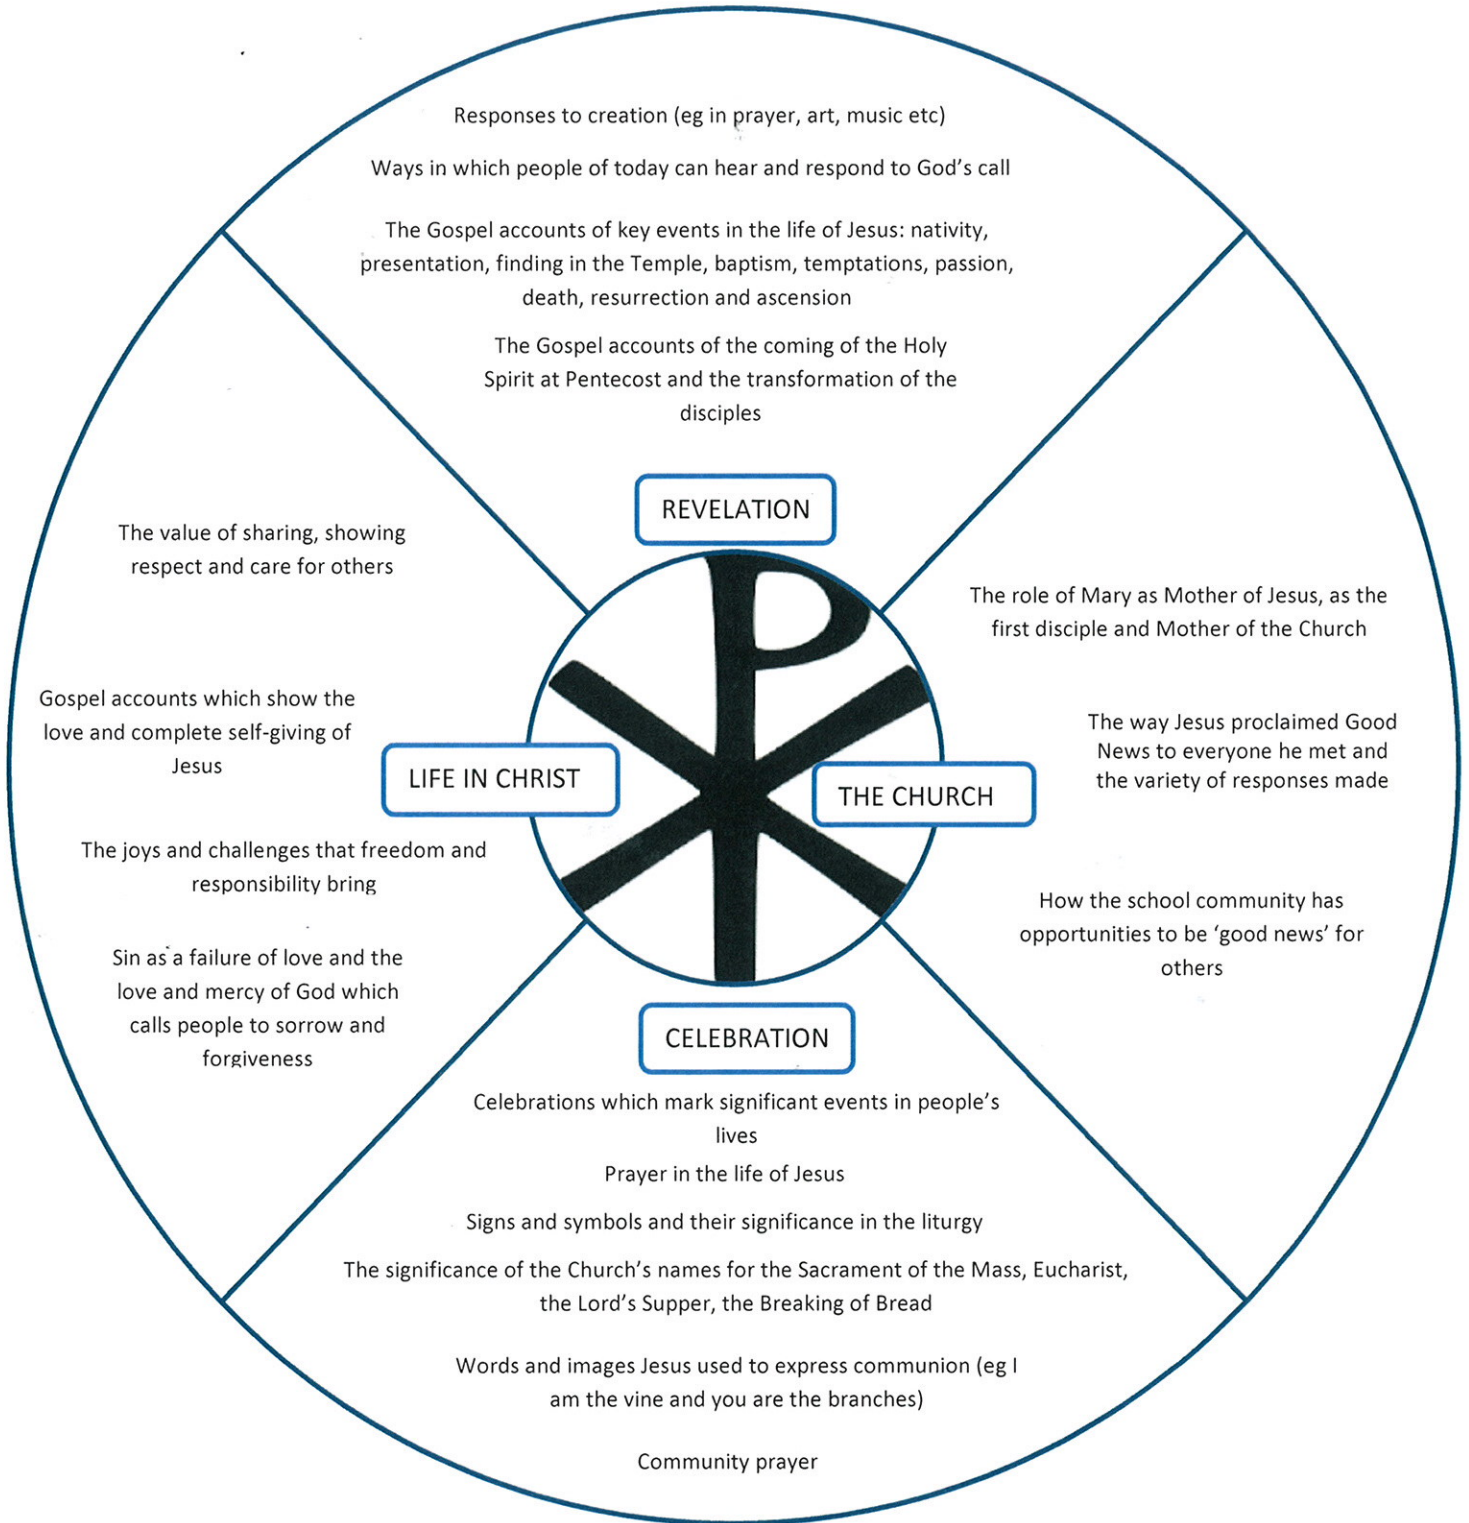 Responses to creation (eg in prayer, art, music etc)
Ways in which people of today can hear and respond to God's call
The Gospel accounts of key events in the life of Jesus: nativity,
presentation, finding in the Temple, baptism, temptations, passion,
death, resurrection and ascension
The Gospel accounts of the coming of the Holy
Spirit at Pentecost and the transformation of the
disciples
REVELATION
The value of sharing, showing
respect and care for others
Gospel accounts which show the
love and complete self-giving of
Jesus
LIFE IN CHRIST
The joys and challenges that freedom and
responsibility bring
Sin as a failure of love and the
love and mercy of God which
calls people to sorrow and
forgiveness
The role of Mary as Mother of Jesus, as the
first disciple and Mother of the Church
The way Jesus proclaimed Good
News to everyone he met and
the variety of responses made
THE CHURCH
How the school community has
opportunities to be ‘good news’ for
others
CELEBRATION
Celebrations which mark significant events in people's
lives
Prayer in the life of Jesus
Signs and symbols and their significance in the liturgy
The significance of the Church's names for the Sacrament of the Mass, Eucharist,
the Lord's Supper, the Breaking of Bread
Words and images Jesus used to express communion (eg I
am the vine and you are the branches)
Community prayer